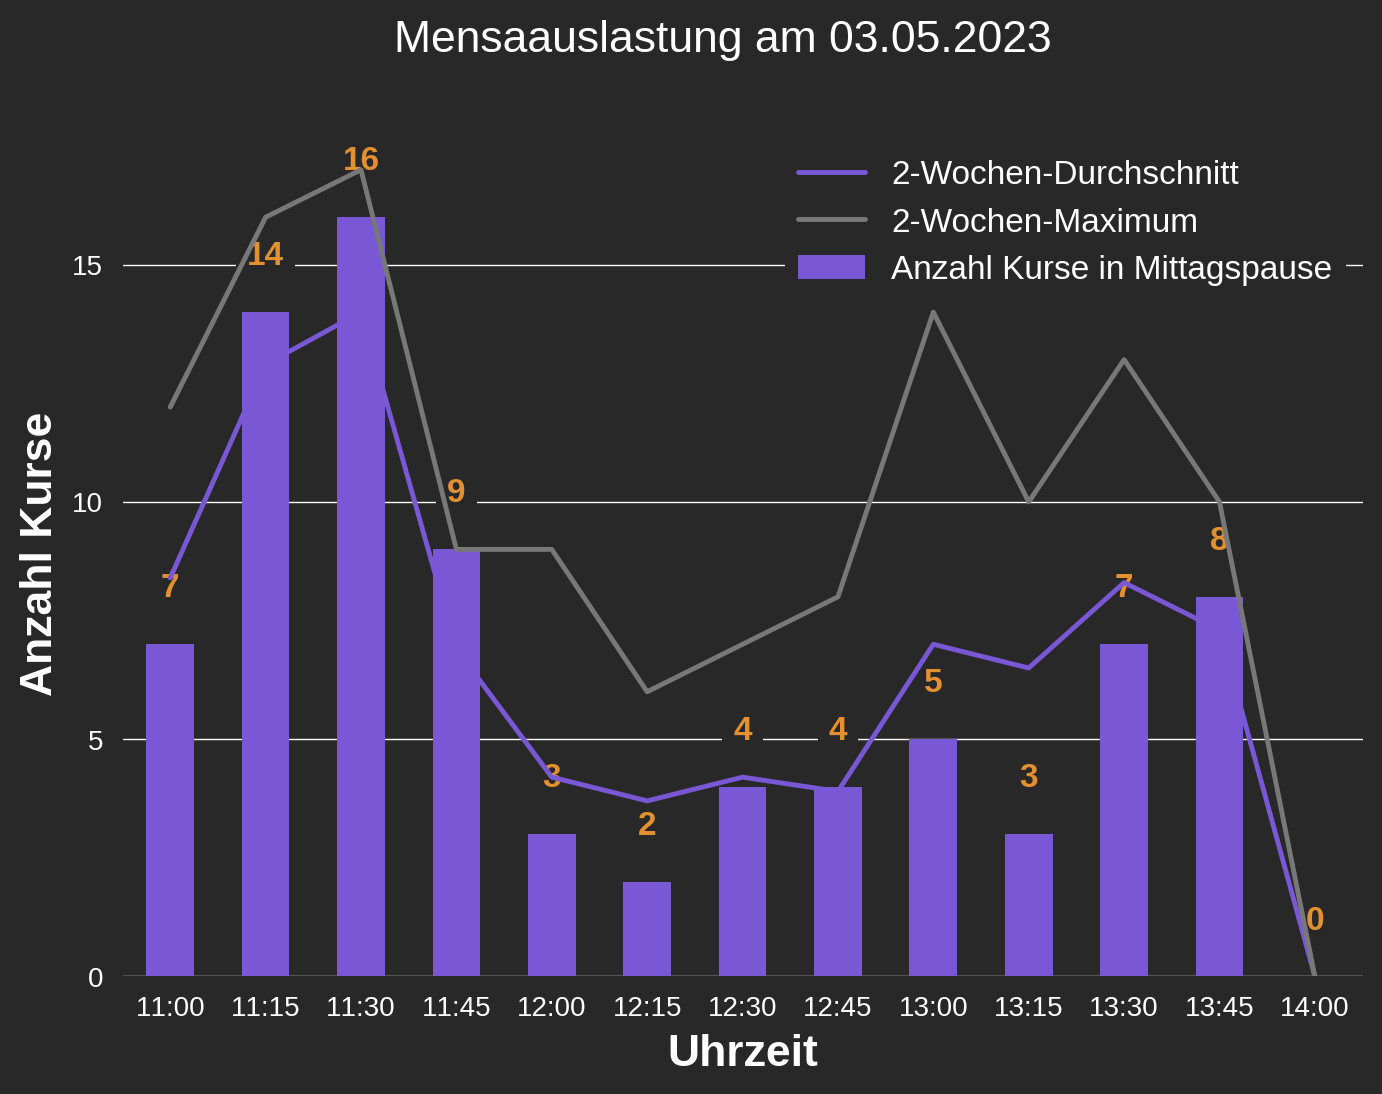 Mensaauslastung am 03.05.2023
2-Wochen-Durchschnitt
2-Wochen-Maximum
Anzahl Kurse in Mittagspause
Anzahl Kurse
15
10
5
0
7
14
16
9
3
2
4
4
5
3
7
8
0
11:00 11:15 11:30 11:45 12:00 12:15 12:30 12:45 13:00 13:15 13:30 13:45 14:00
Uhrzeit